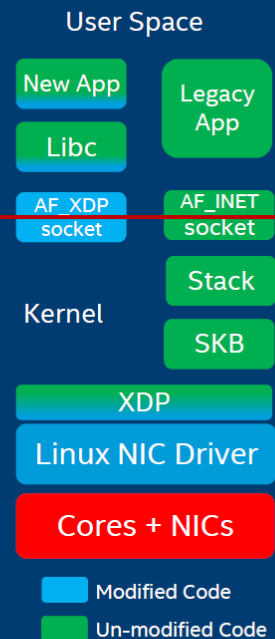 User Space
New App
Legacy
App
Libc
AF_XDP
socket
AF_INET
socket
Stack
Kernel
SKB
XDP
Linux NIC Driver
Cores + NICs
Modified Code
Un-modified Code